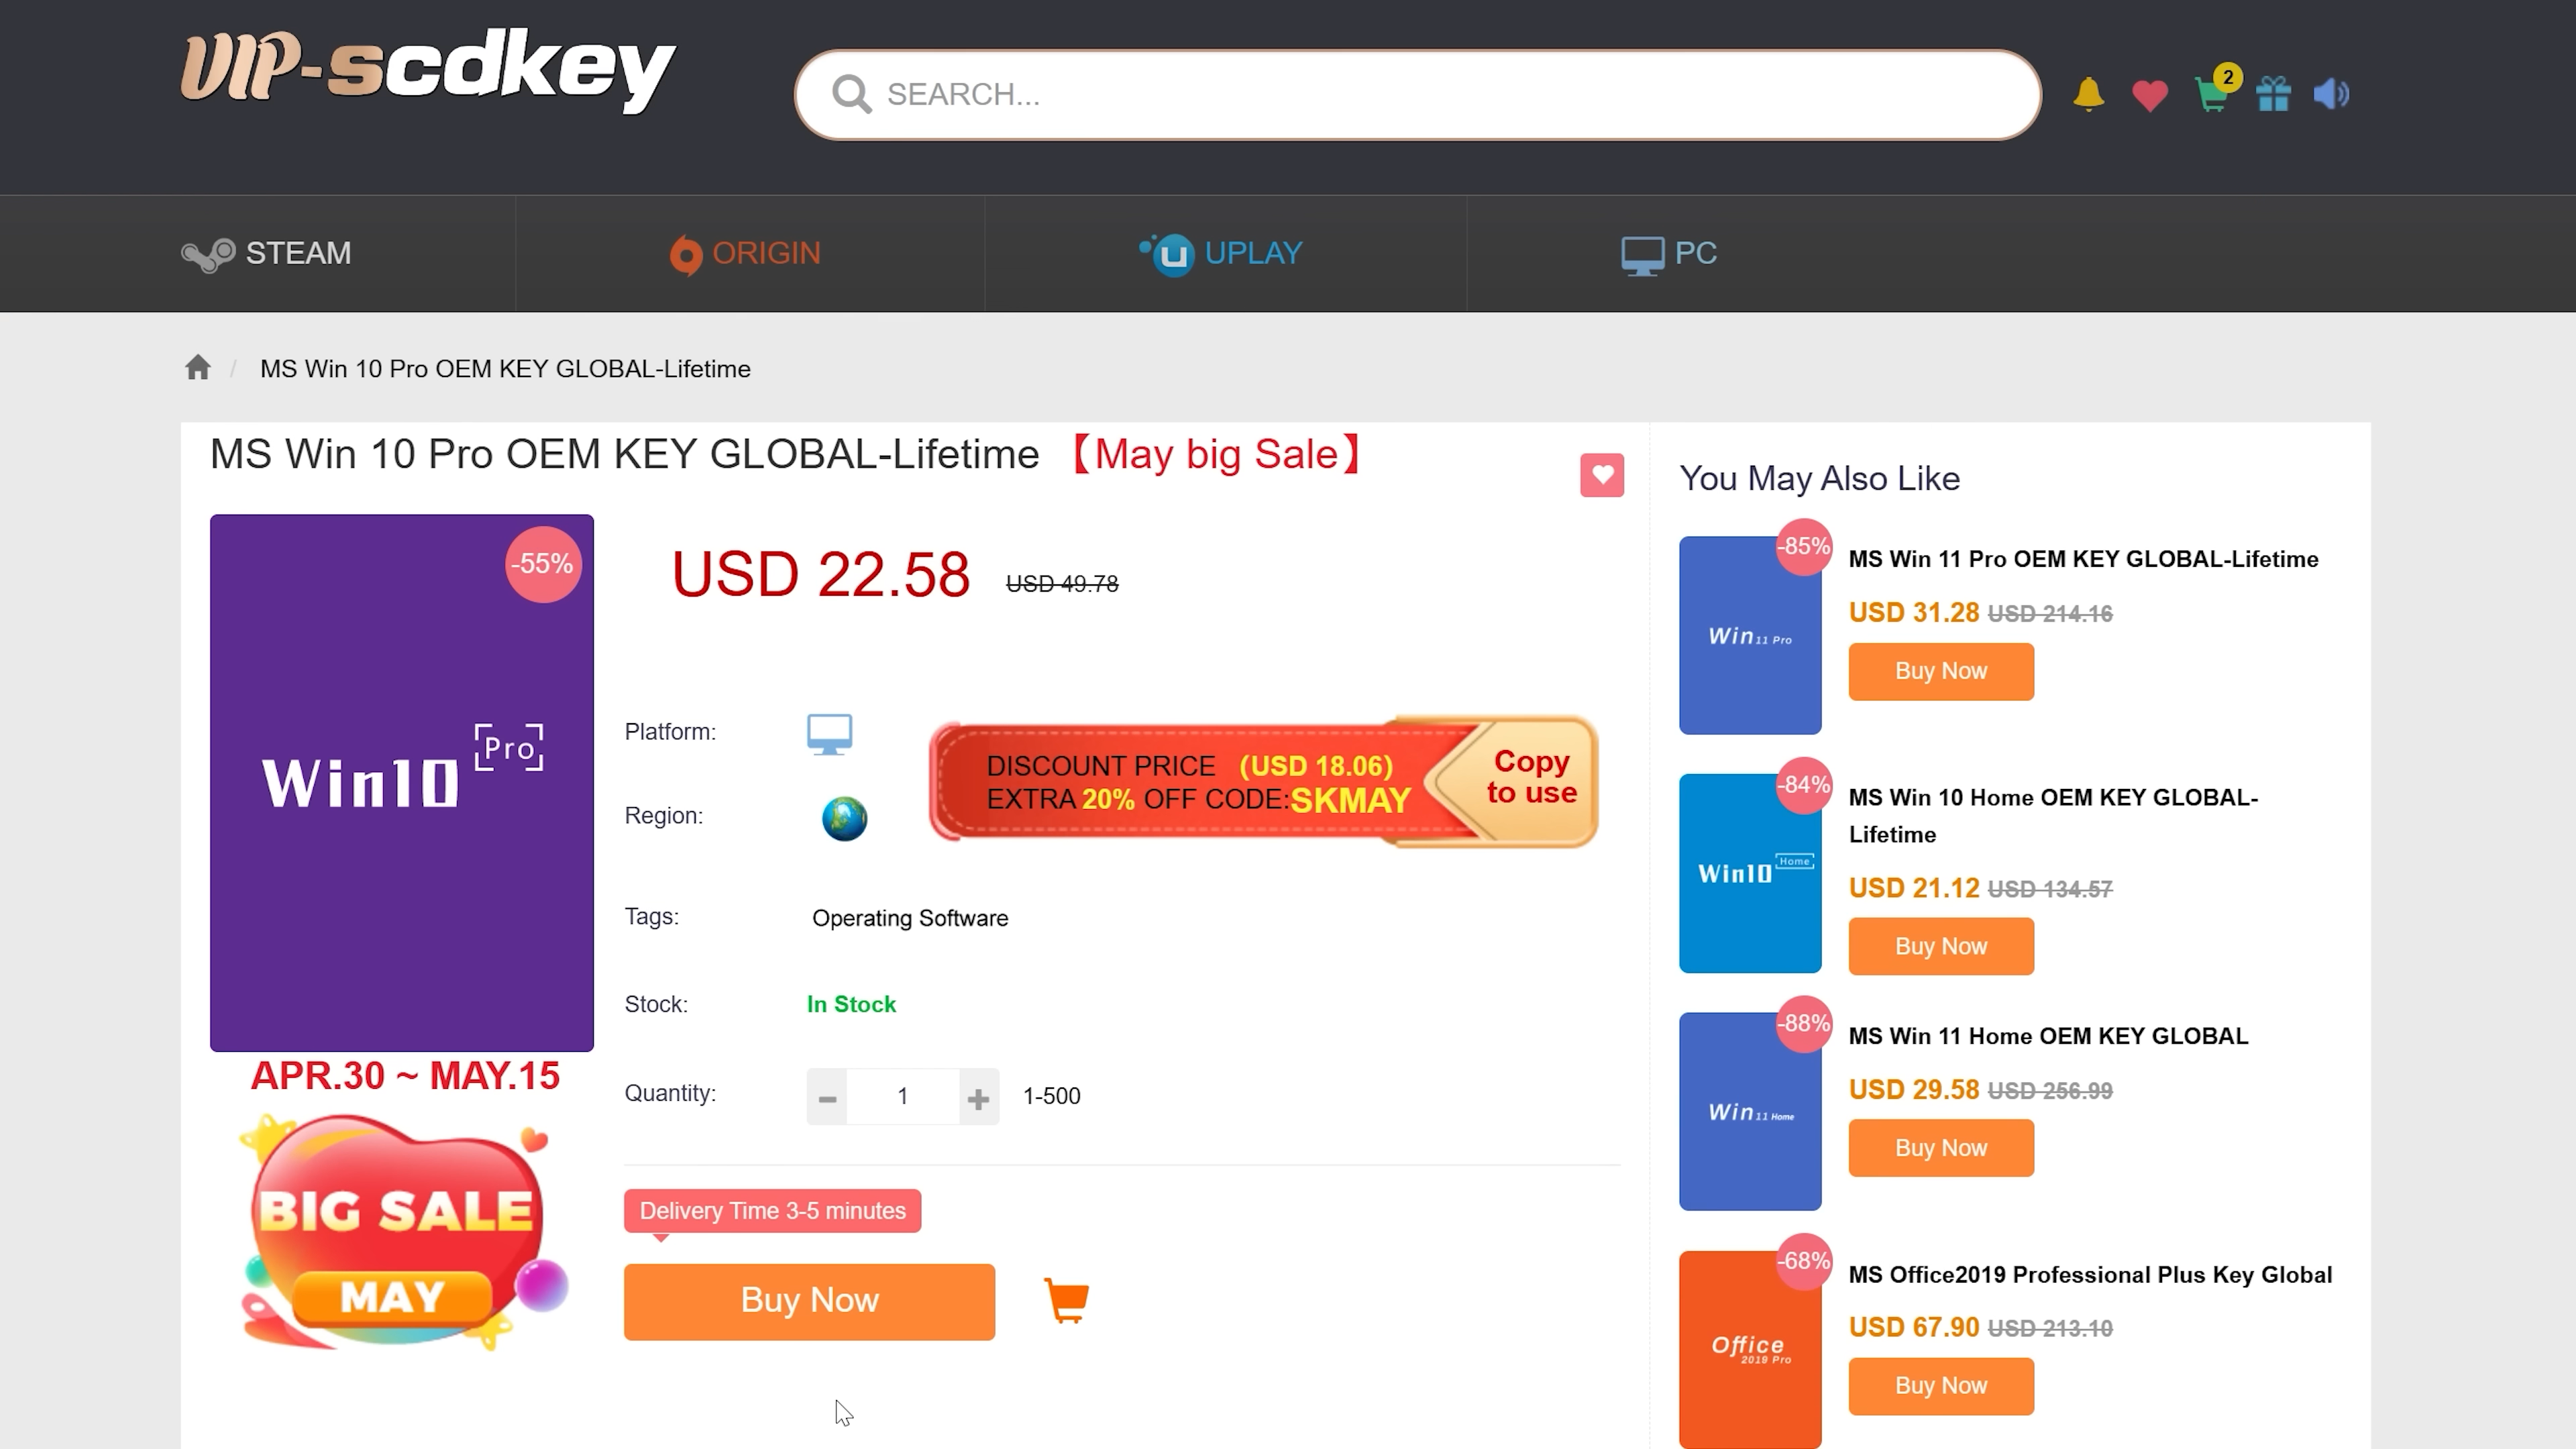 VIP-scdkey
SEARCH...
2
STEAM
ORIGIN
UPLAY
PC
/ MS Win 10 Pro OEM KEY GLOBAL-Lifetime
MS Win 10 Pro OEM KEY GLOBAL-Lifetime 【May big Sale】
-55%
Win10 Pro
APR.30 ~ MAY.15
BIG SALE
MAY
USD 22.58 USD 49.78
Platform:
Region:
DISCOUNT PRICE (USD 18.06)
EXTRA 20% OFF CODE:SKMAY
Copy
to use
Tags: Operating Software
Stock: In Stock
Quantity: 1 1-500
Delivery Time 3-5 minutes
Buy Now
You May Also Like
-85%
Win 11 Pro
MS Win 11 Pro OEM KEY GLOBAL-Lifetime
USD 31.28 USD 214.16
Buy Now
-84%
Win10 Home
MS Win 10 Home OEM KEY GLOBAL-
Lifetime
USD 21.12 USD 134.57
Buy Now
-88%
Win 11 Home
MS Win 11 Home OEM KEY GLOBAL
USD 29.58 USD 256.99
Buy Now
-68%
Office
2019 Pro
MS Office2019 Professional Plus Key Global
USD 67.90 USD 213.10
Buy Now